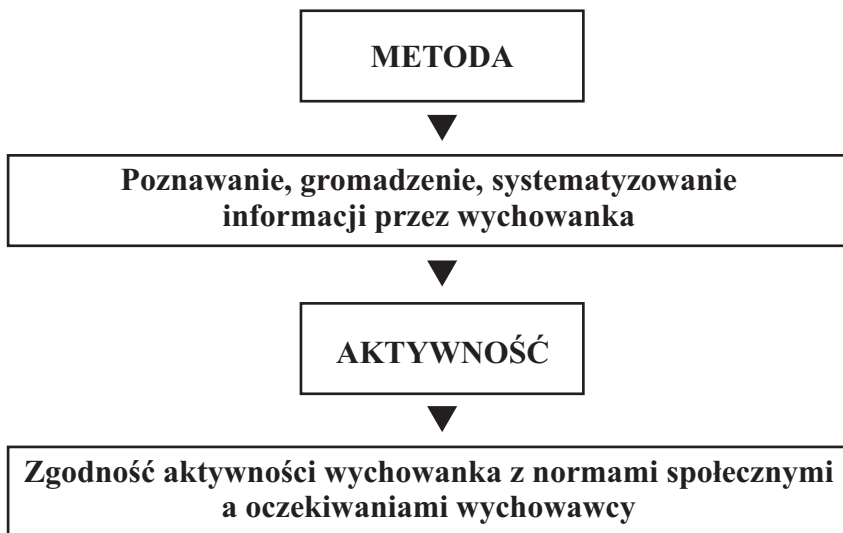 METODA
Poznawanie, gromadzenie, systematyzowanie
informacji przez wychowanka
AKTYWNOŚĆ
Zgodność aktywności wychowanka z normami społecznymi
a oczekiwaniami wychowawcy